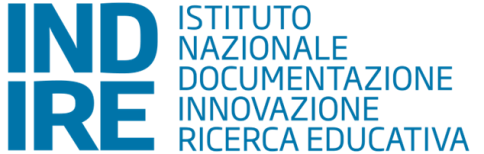 IND
IRE
ISTITUTO
NAZIONALE
DOCUMENTAZIONE
INNOVAZIONE
RICERCA EDUCATIVA